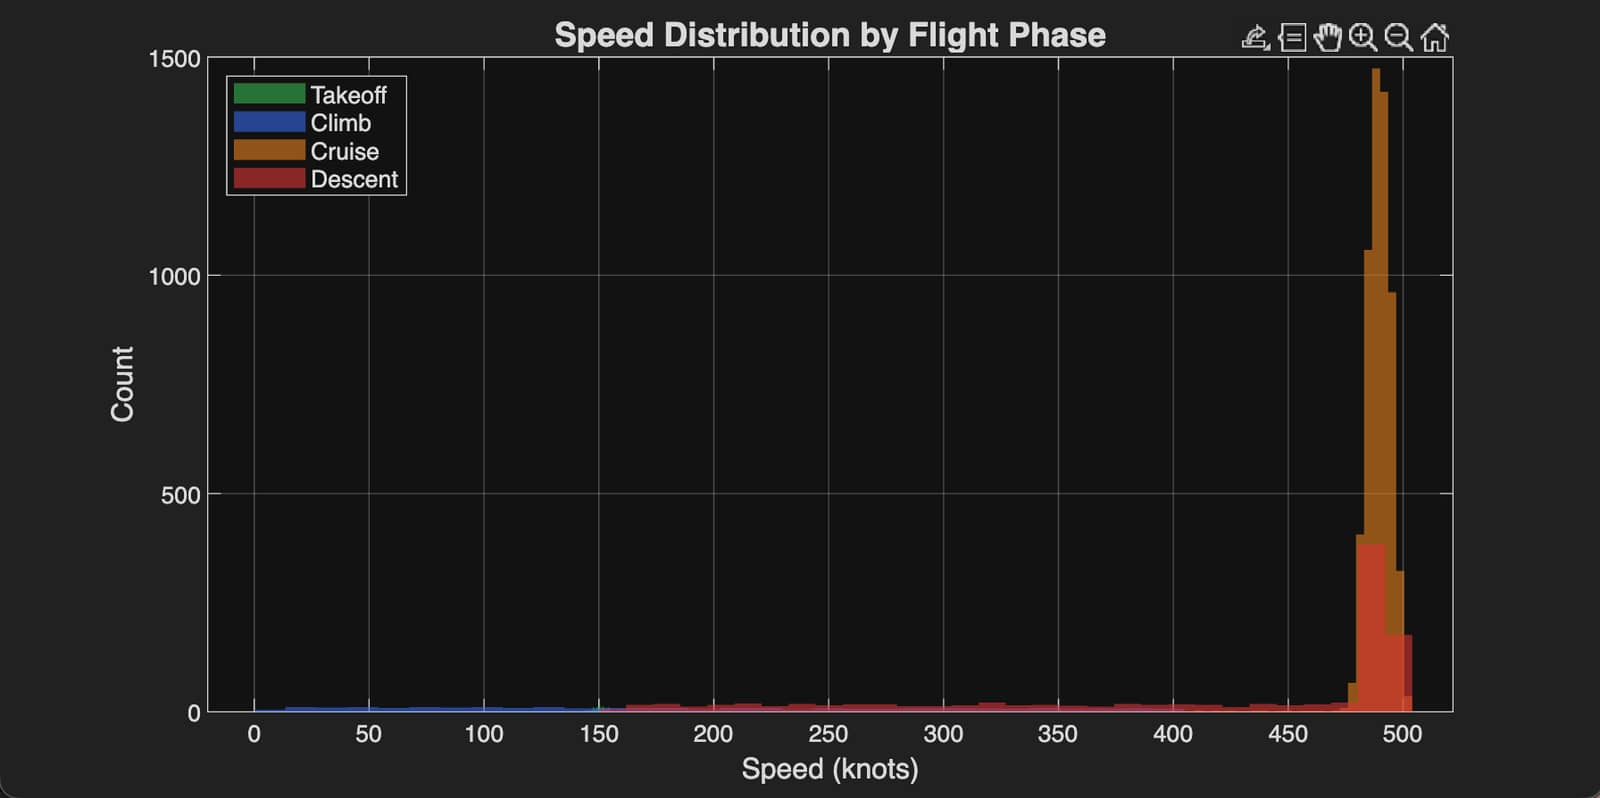 Speed Distribution by Flight Phase
1500
Takeoff
Climb
Cruise
Descent
1000
500
0
Count
0 50 100 150 200 250 300 350 400 450 500
Speed (knots)